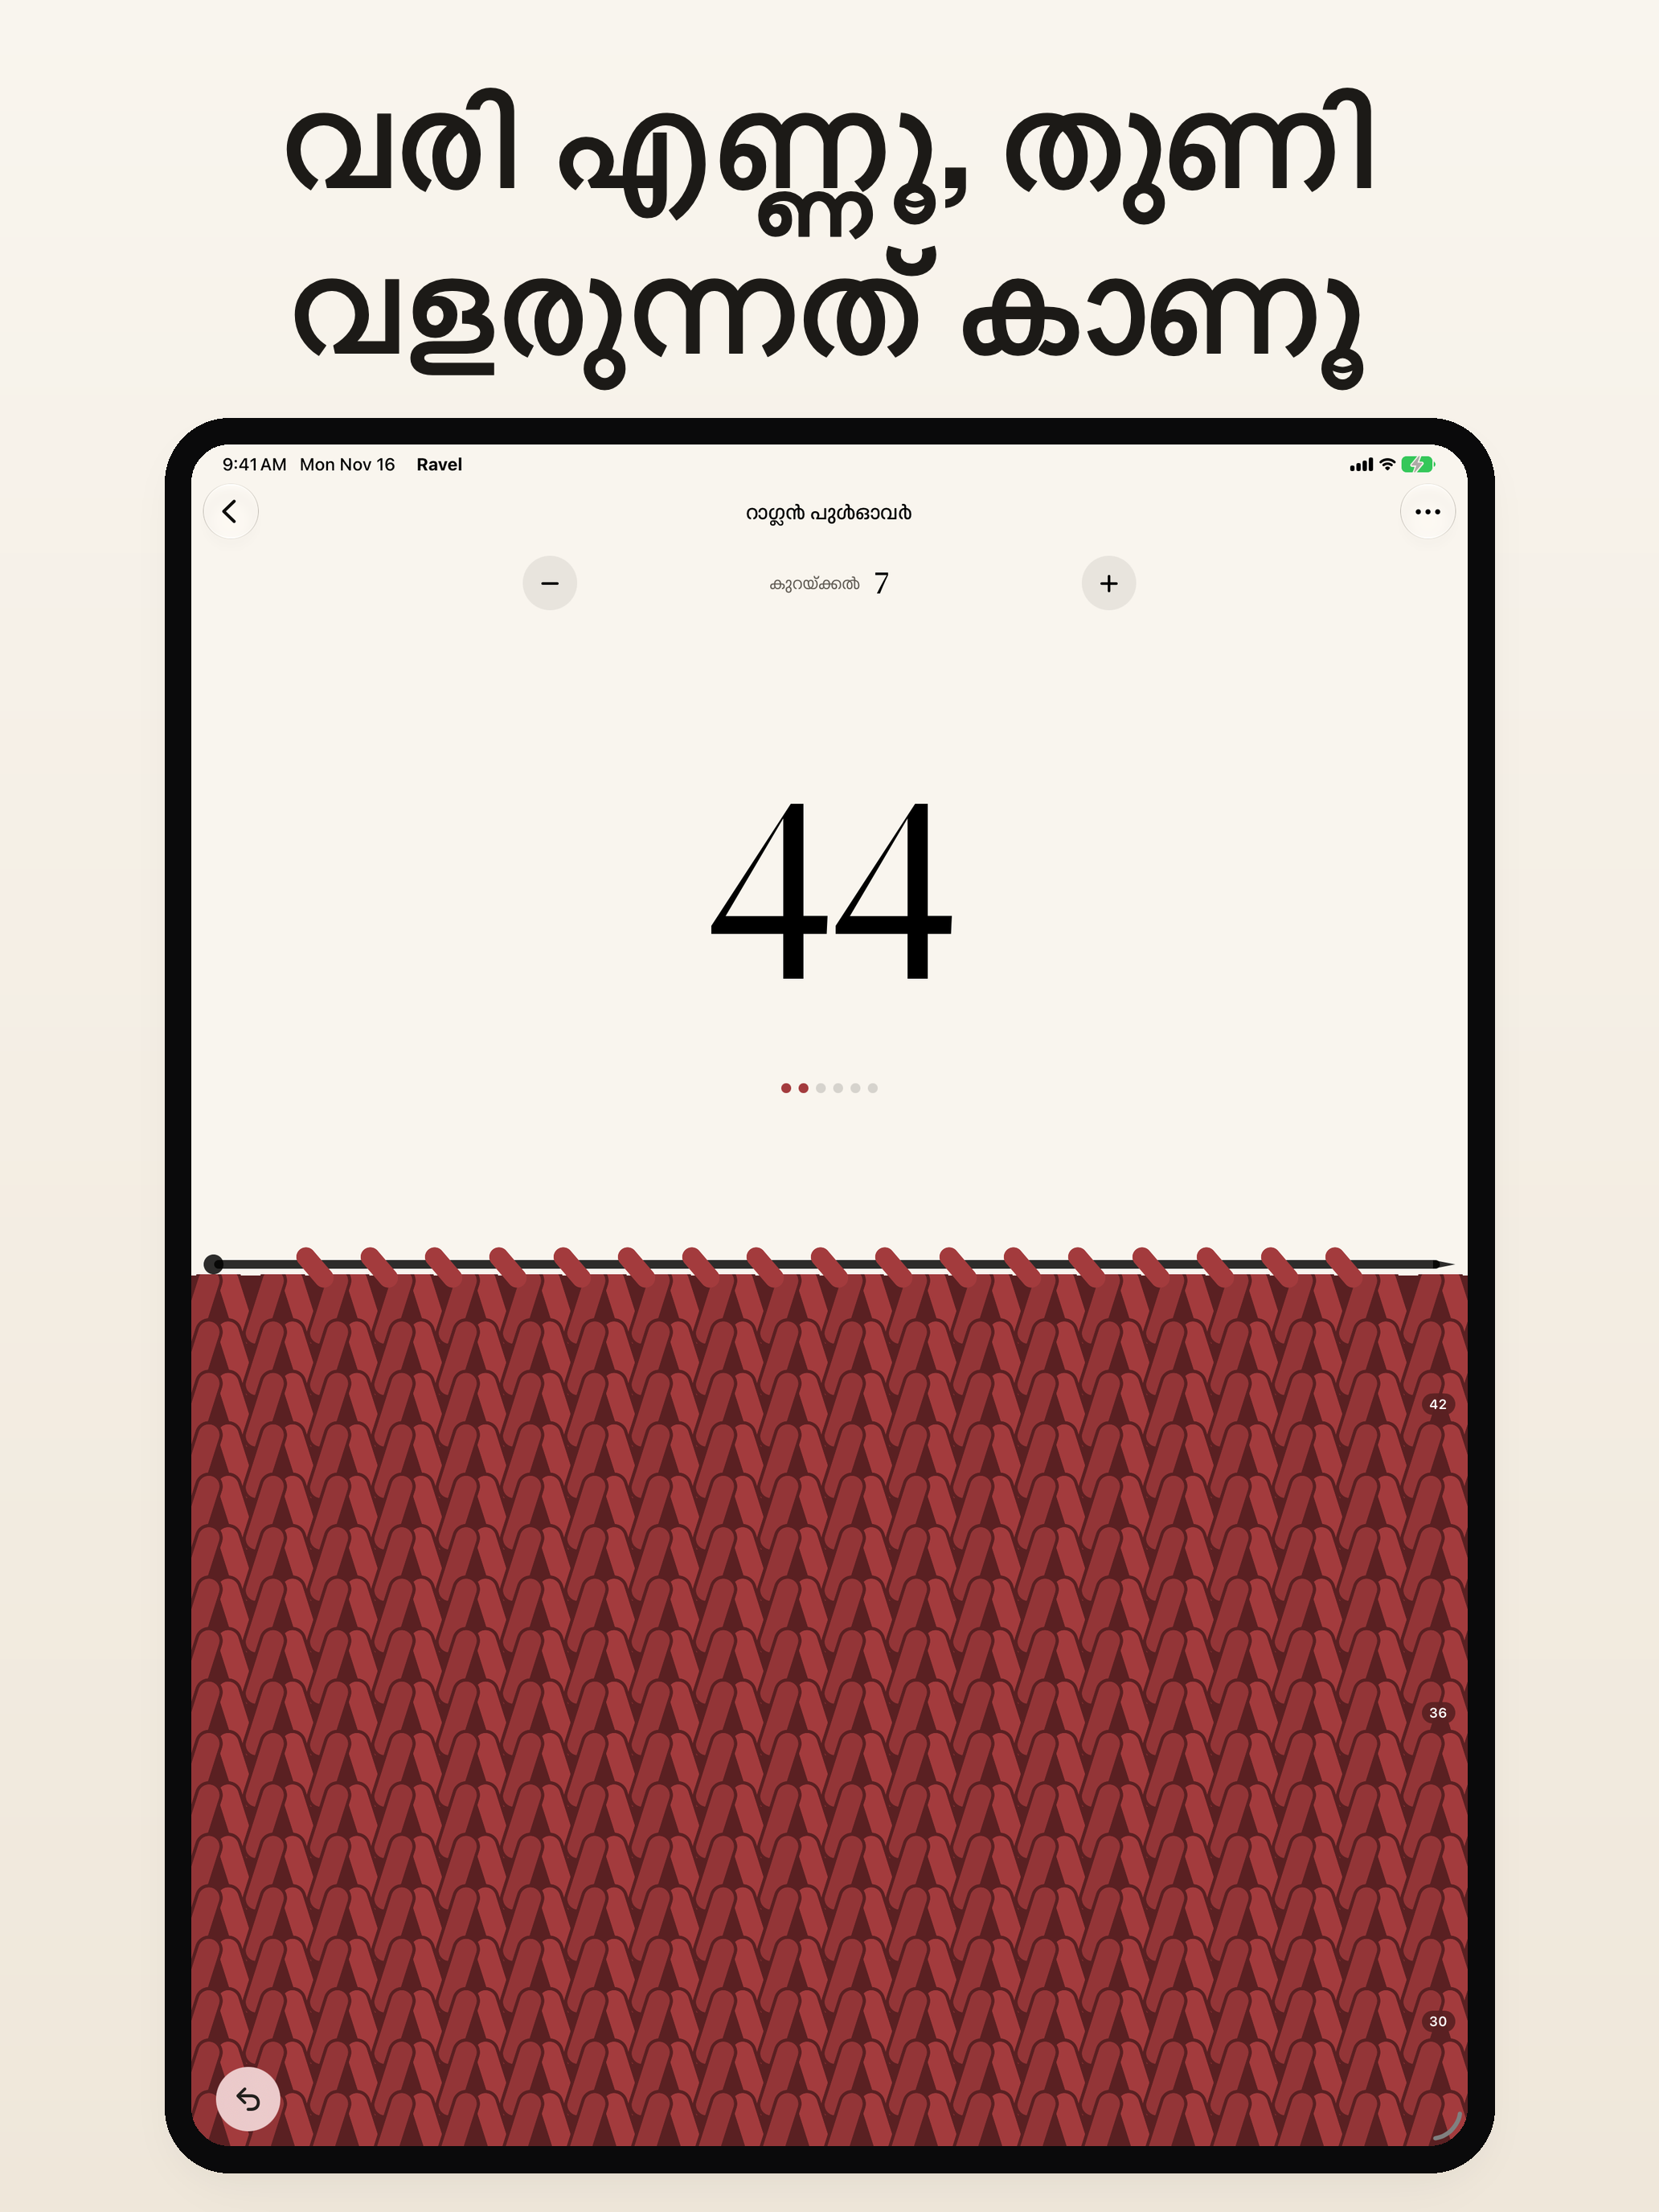 വരി എണ്ണൂ, തുണി
വളരുന്നത് കാണൂ
9:41 AM Mon Nov 16 Ravel
റാഗ്ലൻ പുൾഓവർ
കുറയ്ക്കൽ 7
44
42
36
30